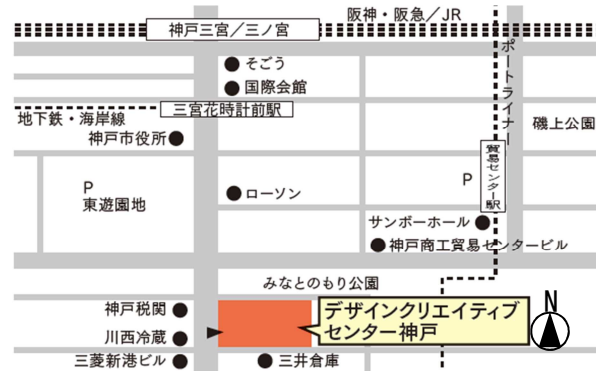 阪神・阪急／JR
神戸三宮／三ノ宮
そごう
国際会館
三宮花時計前駅
地下鉄・海岸線
神戸市役所
ポートライナー
磯上公園
貿易センター駅
P
東遊園地
ローソン
P
サンボーホール
神戸商工貿易センタービル
みなとのもり公園
神戸税関
川西冷蔵
三菱新港ビル
三井倉庫
デザインクリエイティブ
センター神戸
N